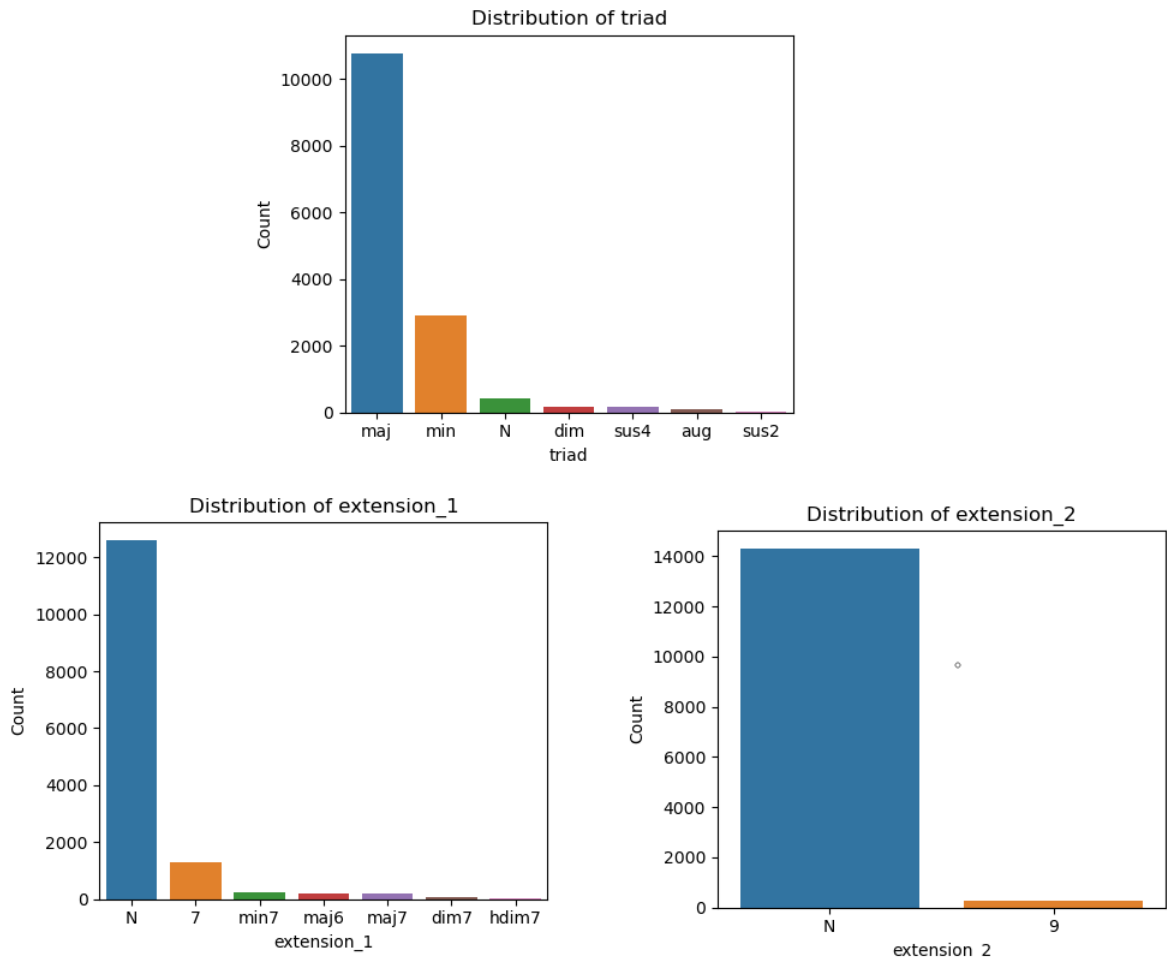 Distribution of triad
10000
8000
6000
4000
2000
0
Count
maj min N dim sus4 aug sus2
triad
Distribution of extension_1
12000
10000
8000
6000
4000
2000
0
Count
N 7 min7 maj6 maj7 dim7 hdim7
extension_1
Distribution of extension_2
14000
12000
10000
8000
6000
4000
2000
0
Count
N 9
extension_2